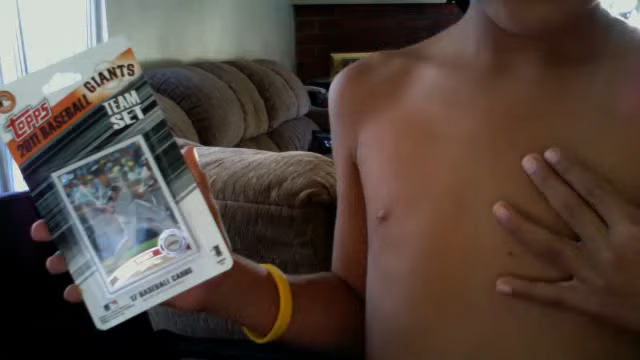 GIANTS
TOPPS
2011 BASEBALL
TEAM
SET
17 BASEBALL CARDS